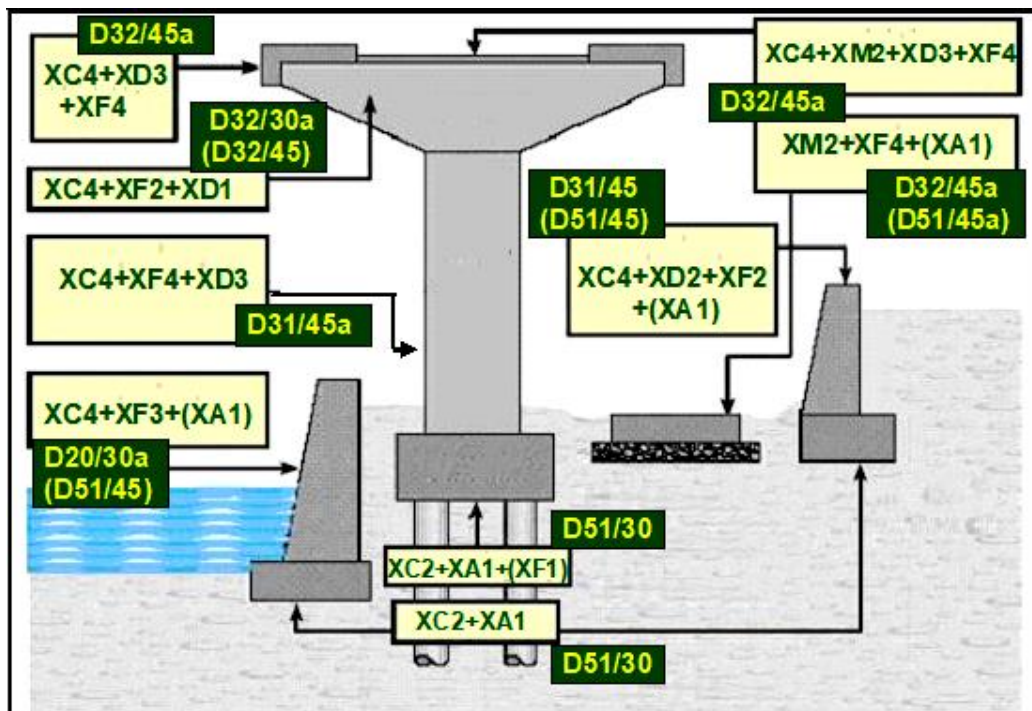 D32/45a
XC4+XD3
+XF4
XC4+XM2+XD3+XF4
D32/45a
D32/30a
(D32/45)
XC4+XF2+XD1
XM2+XF4+(XA1)
D32/45a
(D51/45a)
D31/45
(D51/45)
XC4+XD2+XF2
+(XA1)
XC4+XF4+XD3
D31/45a
XC4+XF3+(XA1)
D20/30a
(D51/45)
D51/30
XC2+XA1+(XF1)
XC2+XA1
D51/30